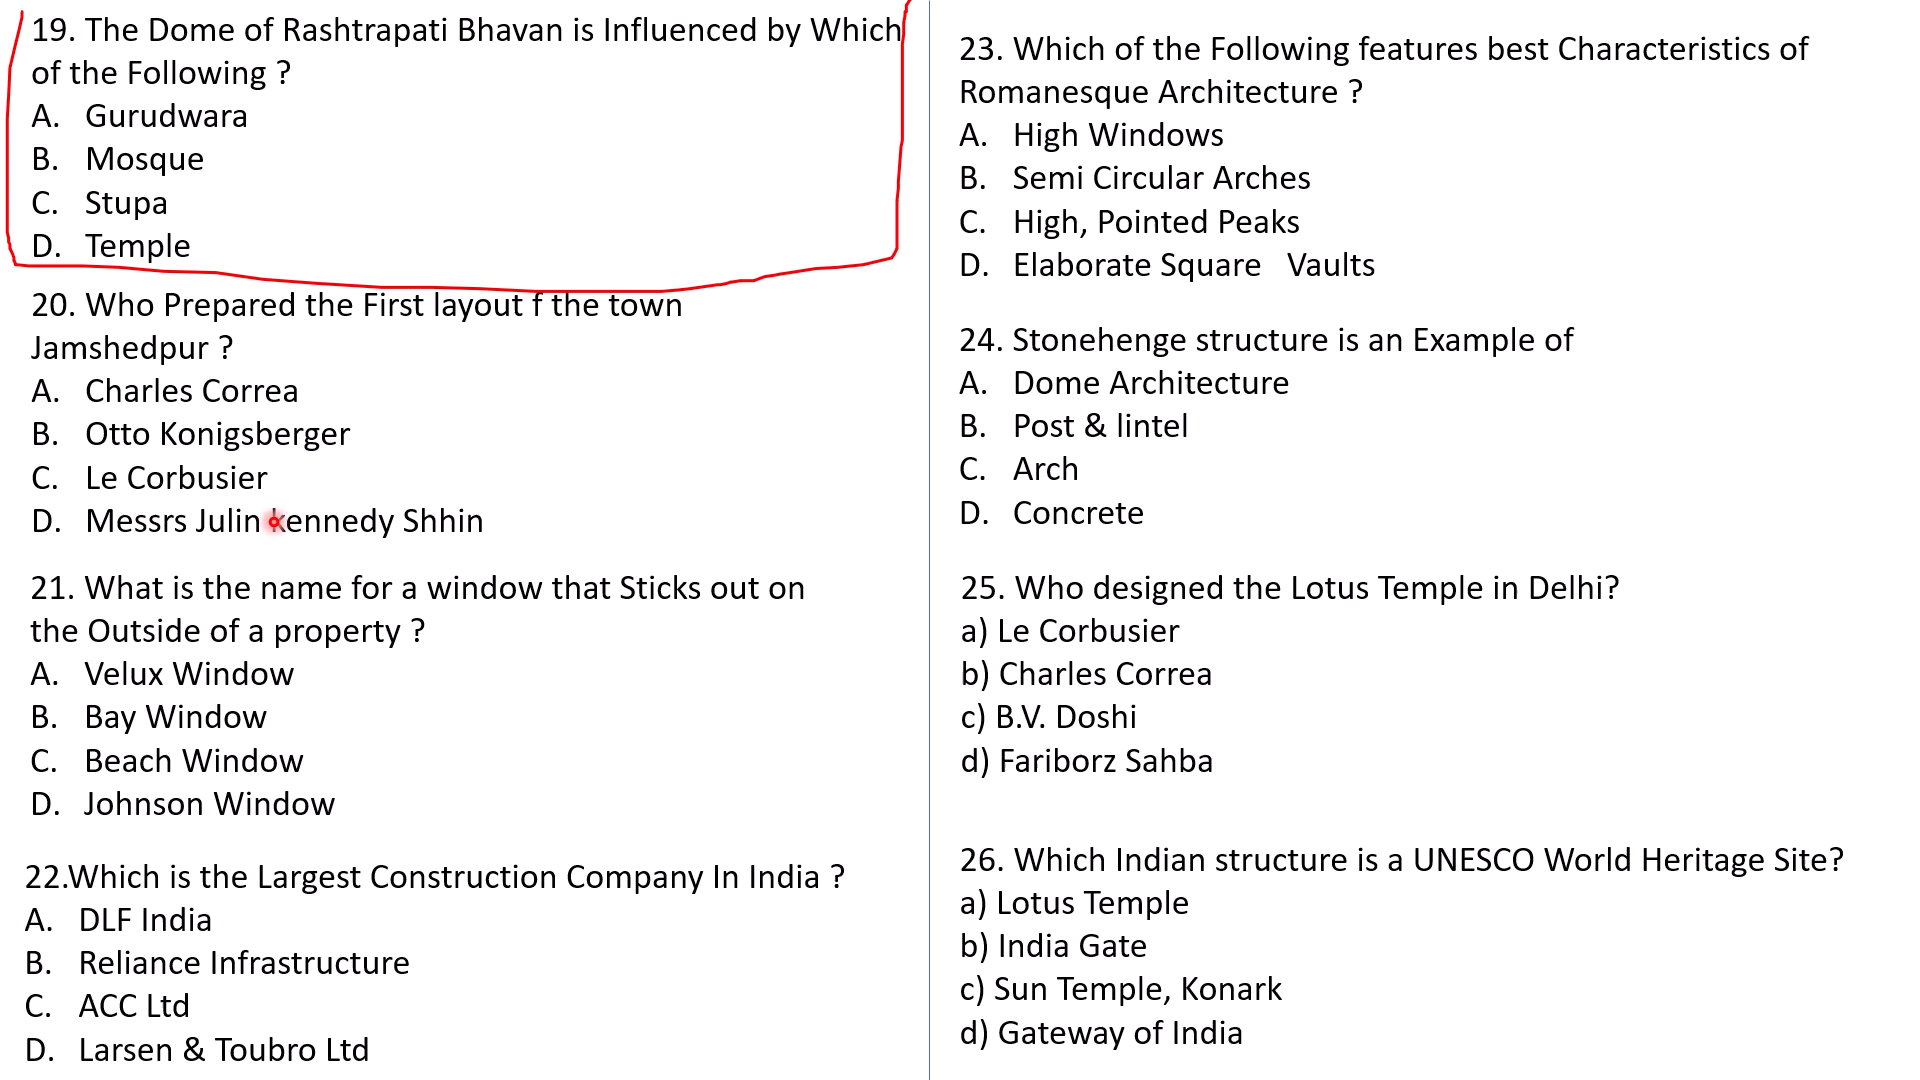 19. The Dome of Rashtrapati Bhavan is Influenced by Which
of the Following ?
A. Gurudwara
B. Mosque
C. Stupa
D. Temple
20. Who Prepared the First layout f the town
Jamshedpur ?
A. Charles Correa
B. Otto Konigsberger
C. Le Corbusier
D. Messrs Julin kennedy Shhin
21. What is the name for a window that Sticks out on
the Outside of a property ?
A. Velux Window
B. Bay Window
C. Beach Window
D. Johnson Window
22.Which is the Largest Construction Company In India ?
A. DLF India
B. Reliance Infrastructure
C. ACC Ltd
D. Larsen & Toubro Ltd
23. Which of the Following features best Characteristics of
Romanesque Architecture ?
A. High Windows
B. Semi Circular Arches
C. High, Pointed Peaks
D. Elaborate Square Vaults
24. Stonehenge structure is an Example of
A. Dome Architecture
B. Post & lintel
C. Arch
D. Concrete
25. Who designed the Lotus Temple in Delhi?
a) Le Corbusier
b) Charles Correa
c) B.V. Doshi
d) Fariborz Sahba
26. Which Indian structure is a UNESCO World Heritage Site?
a) Lotus Temple
b) India Gate
c) Sun Temple, Konark
d) Gateway of India